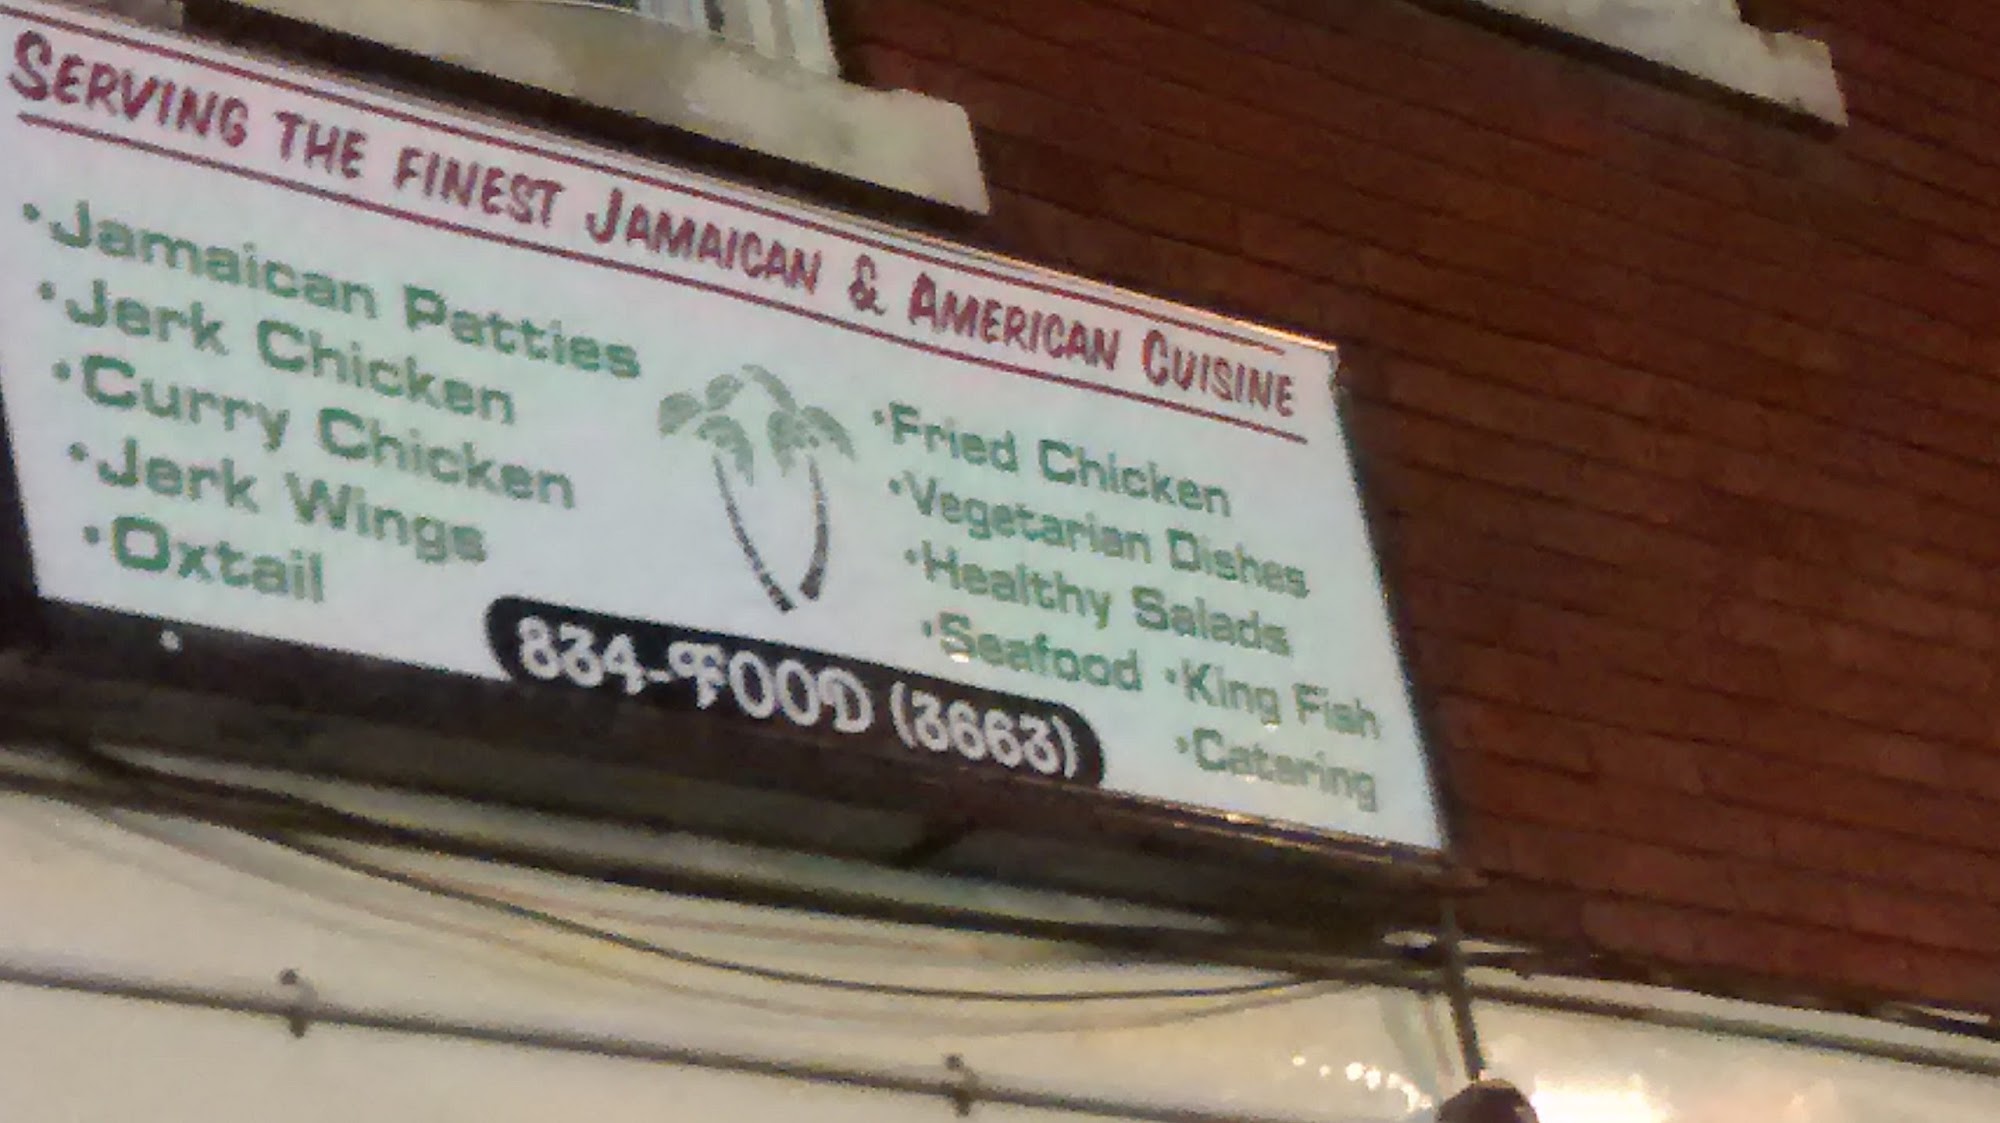 SERVING THE FINEST JAMAICAN & AMERICAN CUISINE
•Jamaican Patties
•Jerk Chicken
•Curry Chicken
•Jerk Wings
•Oxtail
•Fried Chicken
•Vegetarian Dishes
•Healthy Salads
•Seafood •King Fish
•Catering
834-FOOD (3663)